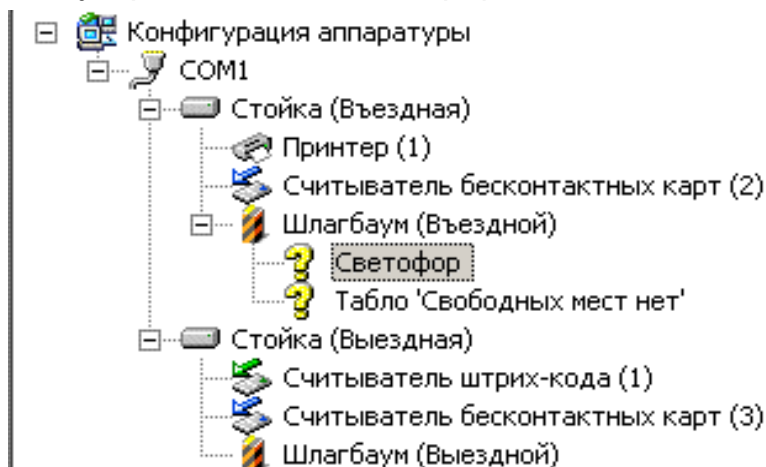 Конфигурация аппаратуры
COM1
Стойка (Въездная)
Принтер (1)
Считыватель бесконтактных карт (2)
Шлагбаум (Въездной)
Светофор
Табло 'Свободных мест нет'
Стойка (Выездная)
Считыватель штрих-кода (1)
Считыватель бесконтактных карт (3)
Шлагбаум (Выездной)